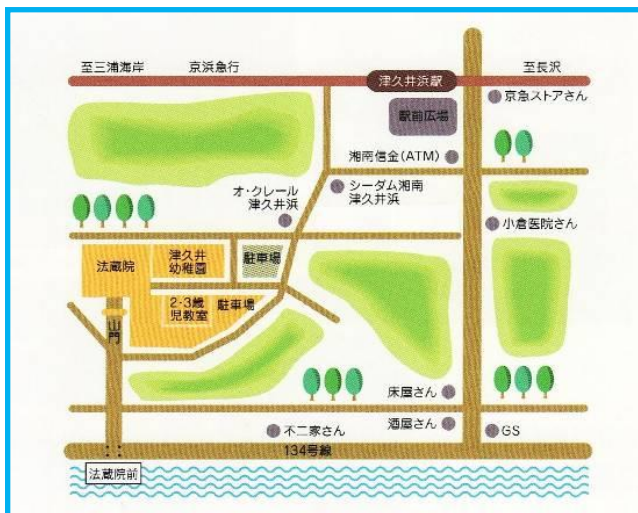 至三浦海岸
京浜急行
津久井浜駅
至長沢
京急ストアさん
駅前広場
湘南信金(ATM)
シーダム湘南
津久井浜
オ・クレール
津久井浜
小倉医院さん
法蔵院
津久井
幼稚園
駐車場
2・3歳
児教室
駐車場
山門
床屋さん
酒屋さん
不二家さん
GS
134号線
法蔵院前